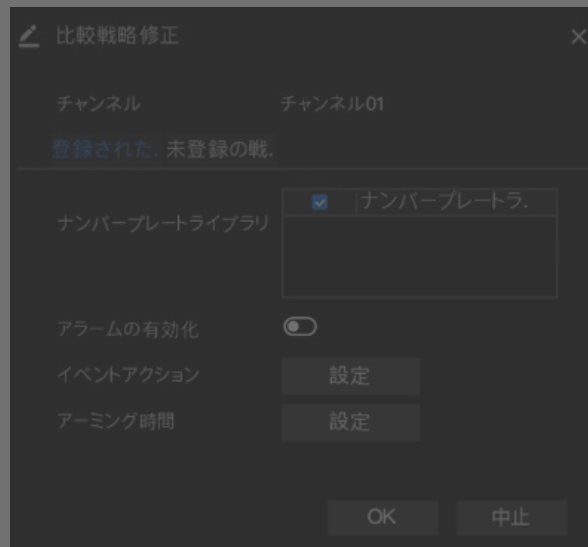 比較戦略修正
チャンネル チャンネル01
登録された. 未登録の戦.
ナンバープレートライブラリ
ナンバープレートラ.
アラームの有効化
イベントアクション 設定
アーミング時間 設定
OK 中止